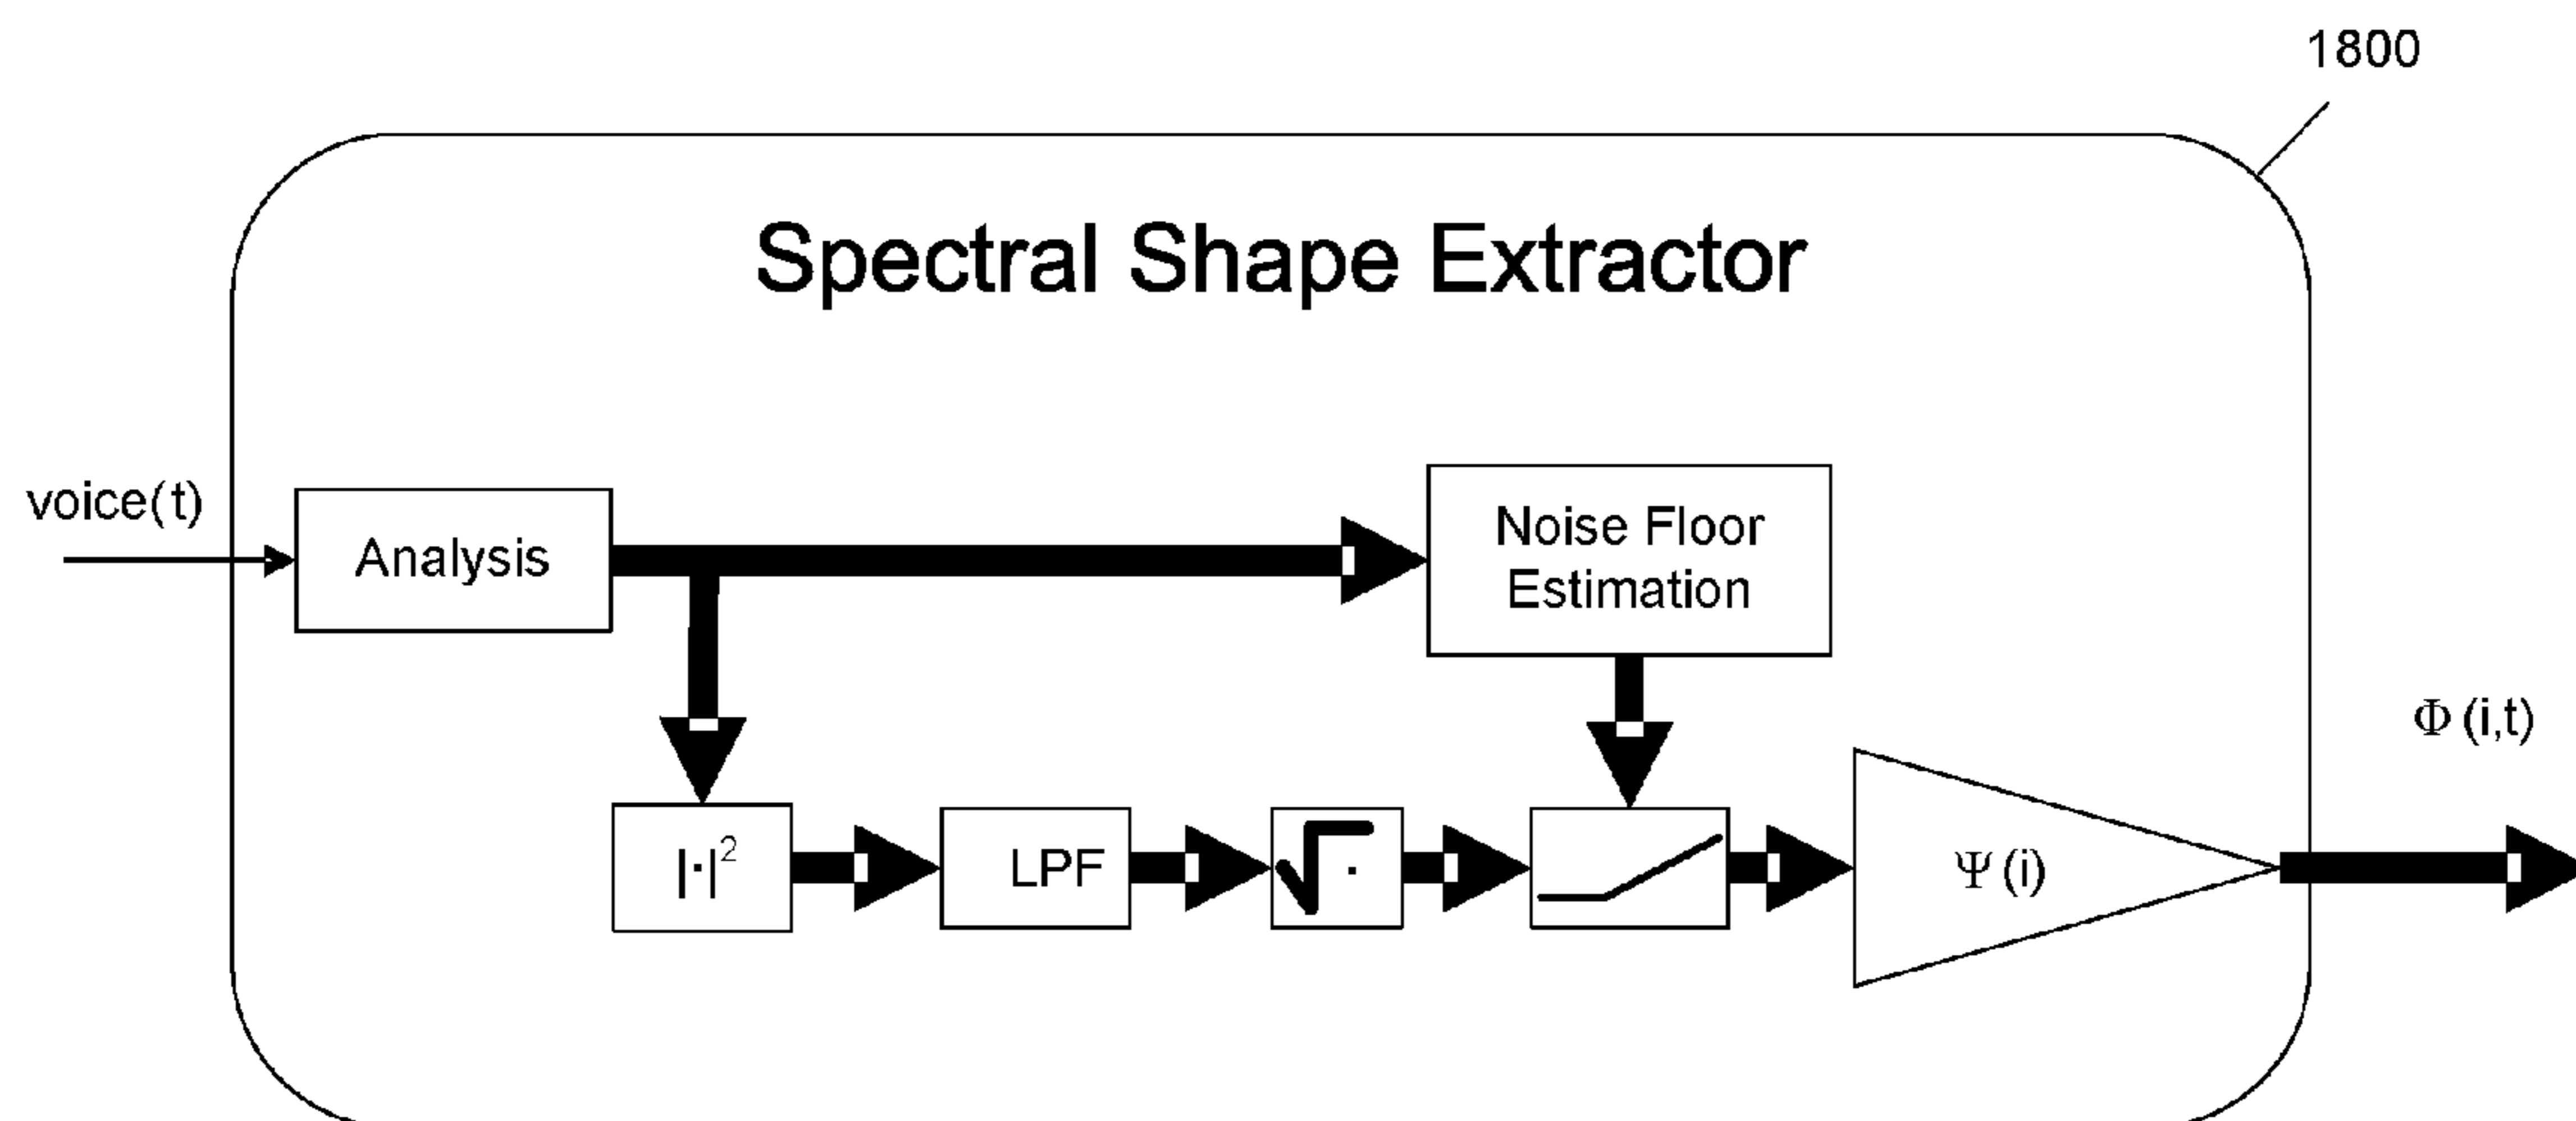 1800
Spectral Shape Extractor
voice(t)
Analysis
Noise Floor
Estimation
Φ(i,t)
|·|²
LPF
√·
Ψ(i)